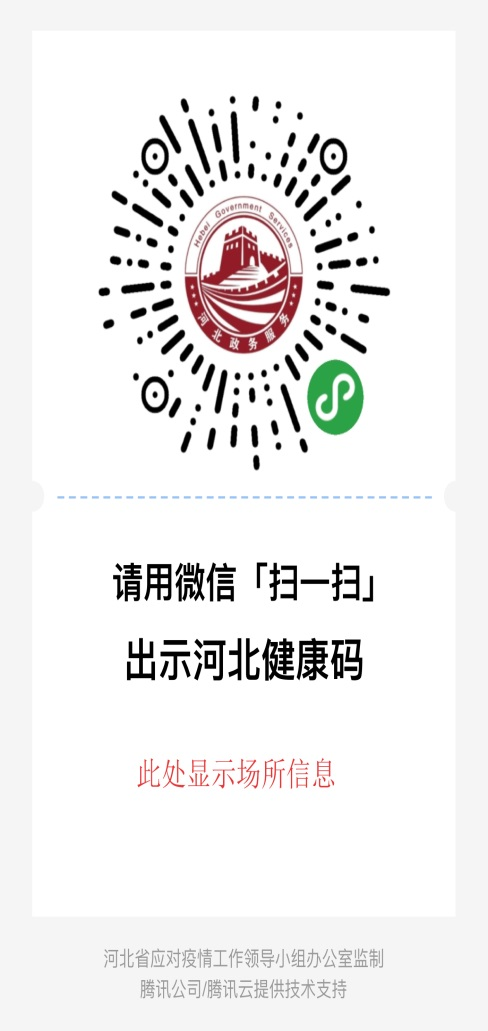 Hebei Government Services
河北政务服务
请用微信「扫一扫」
出示河北健康码
此处显示场所信息
河北省应对疫情工作领导小组办公室监制
腾讯公司/腾讯云提供技术支持